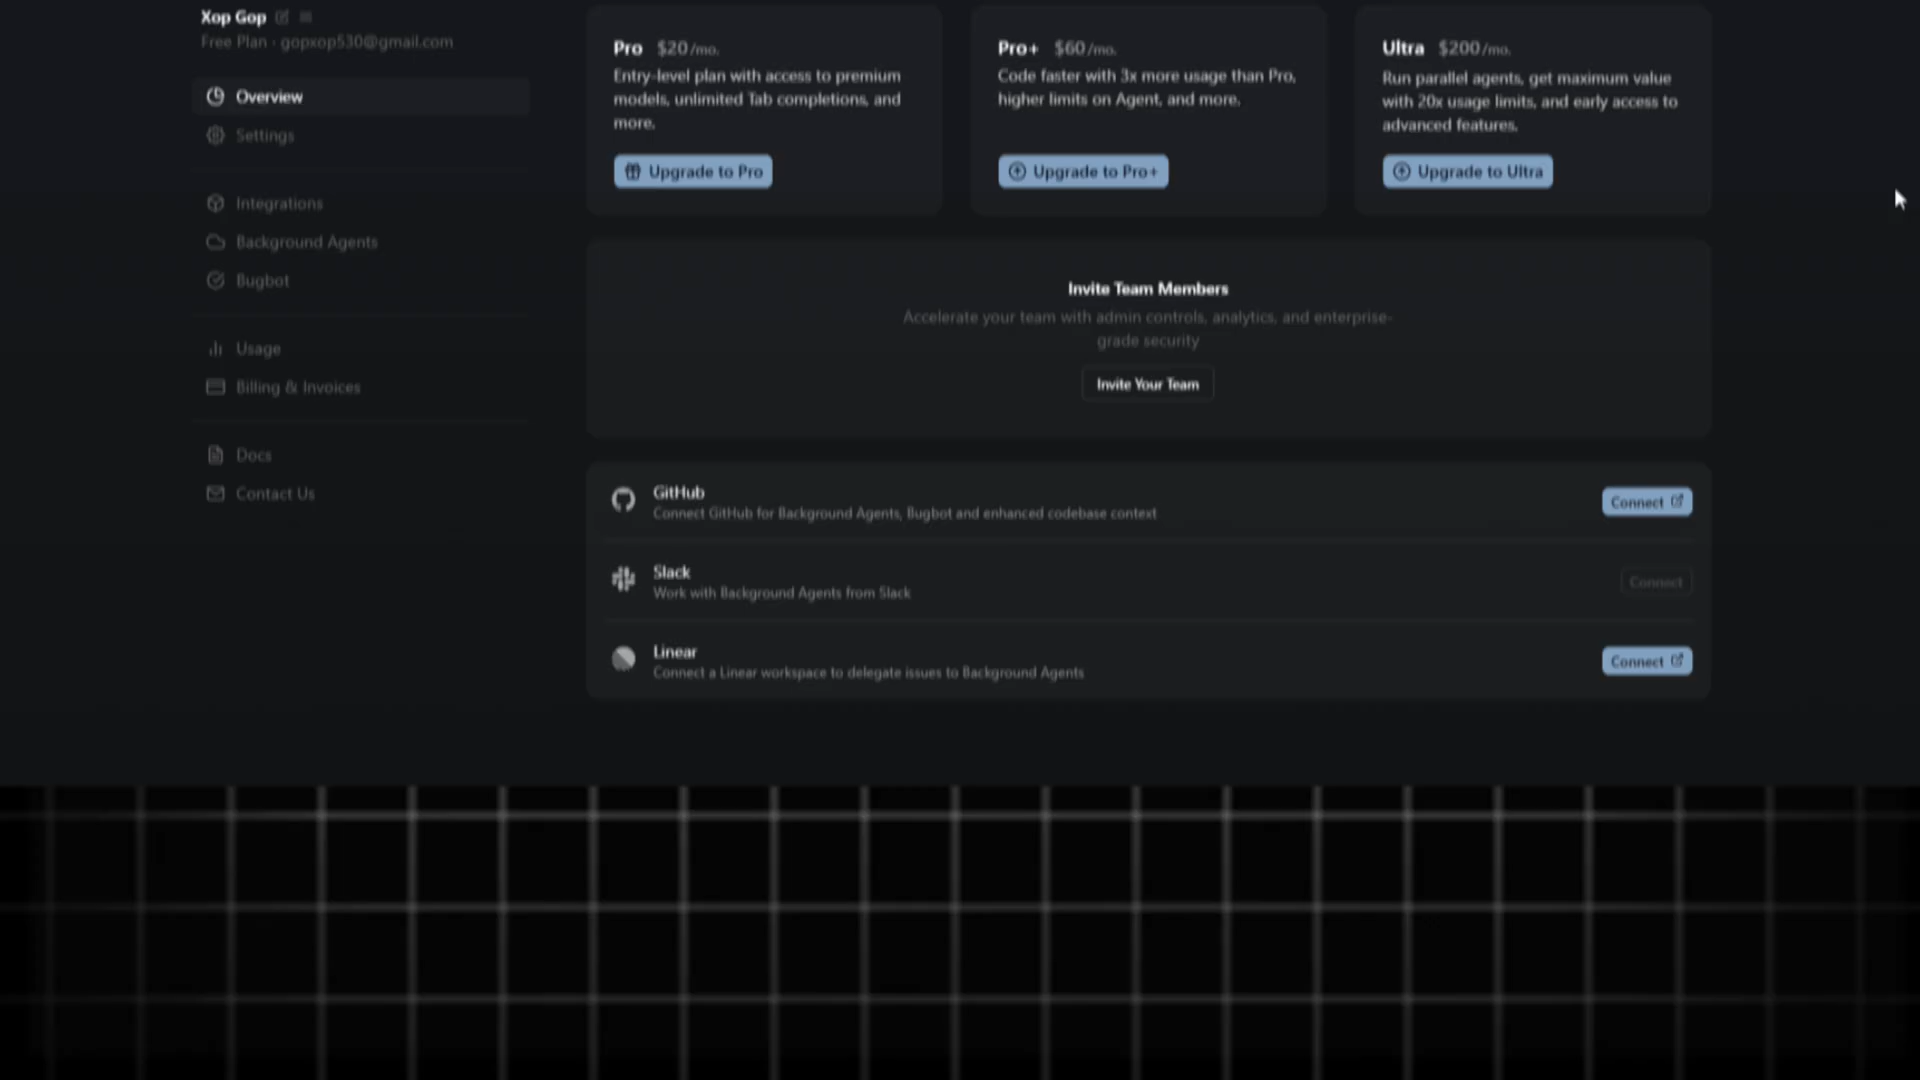 Xop Gop
Free Plan · gopxop530@gmail.com
Overview
Settings
Integrations
Background Agents
Bugbot
Usage
Billing & Invoices
Docs
Contact Us
Pro $20/mo.
Entry-level plan with access to premium
models, unlimited Tab completions, and
more.
Upgrade to Pro
Pro+ $60/mo.
Code faster with 3x more usage than Pro,
higher limits on Agent, and more.
Upgrade to Pro+
Ultra $200/mo.
Run parallel agents, get maximum value
with 20x usage limits, and early access to
advanced features.
Upgrade to Ultra
Invite Team Members
Accelerate your team with admin controls, analytics, and enterprise-
grade security
Invite Your Team
GitHub
Connect GitHub for Background Agents, Bugbot and enhanced codebase context
Connect
Slack
Work with Background Agents from Slack
Connect
Linear
Connect a Linear workspace to delegate issues to Background Agents
Connect